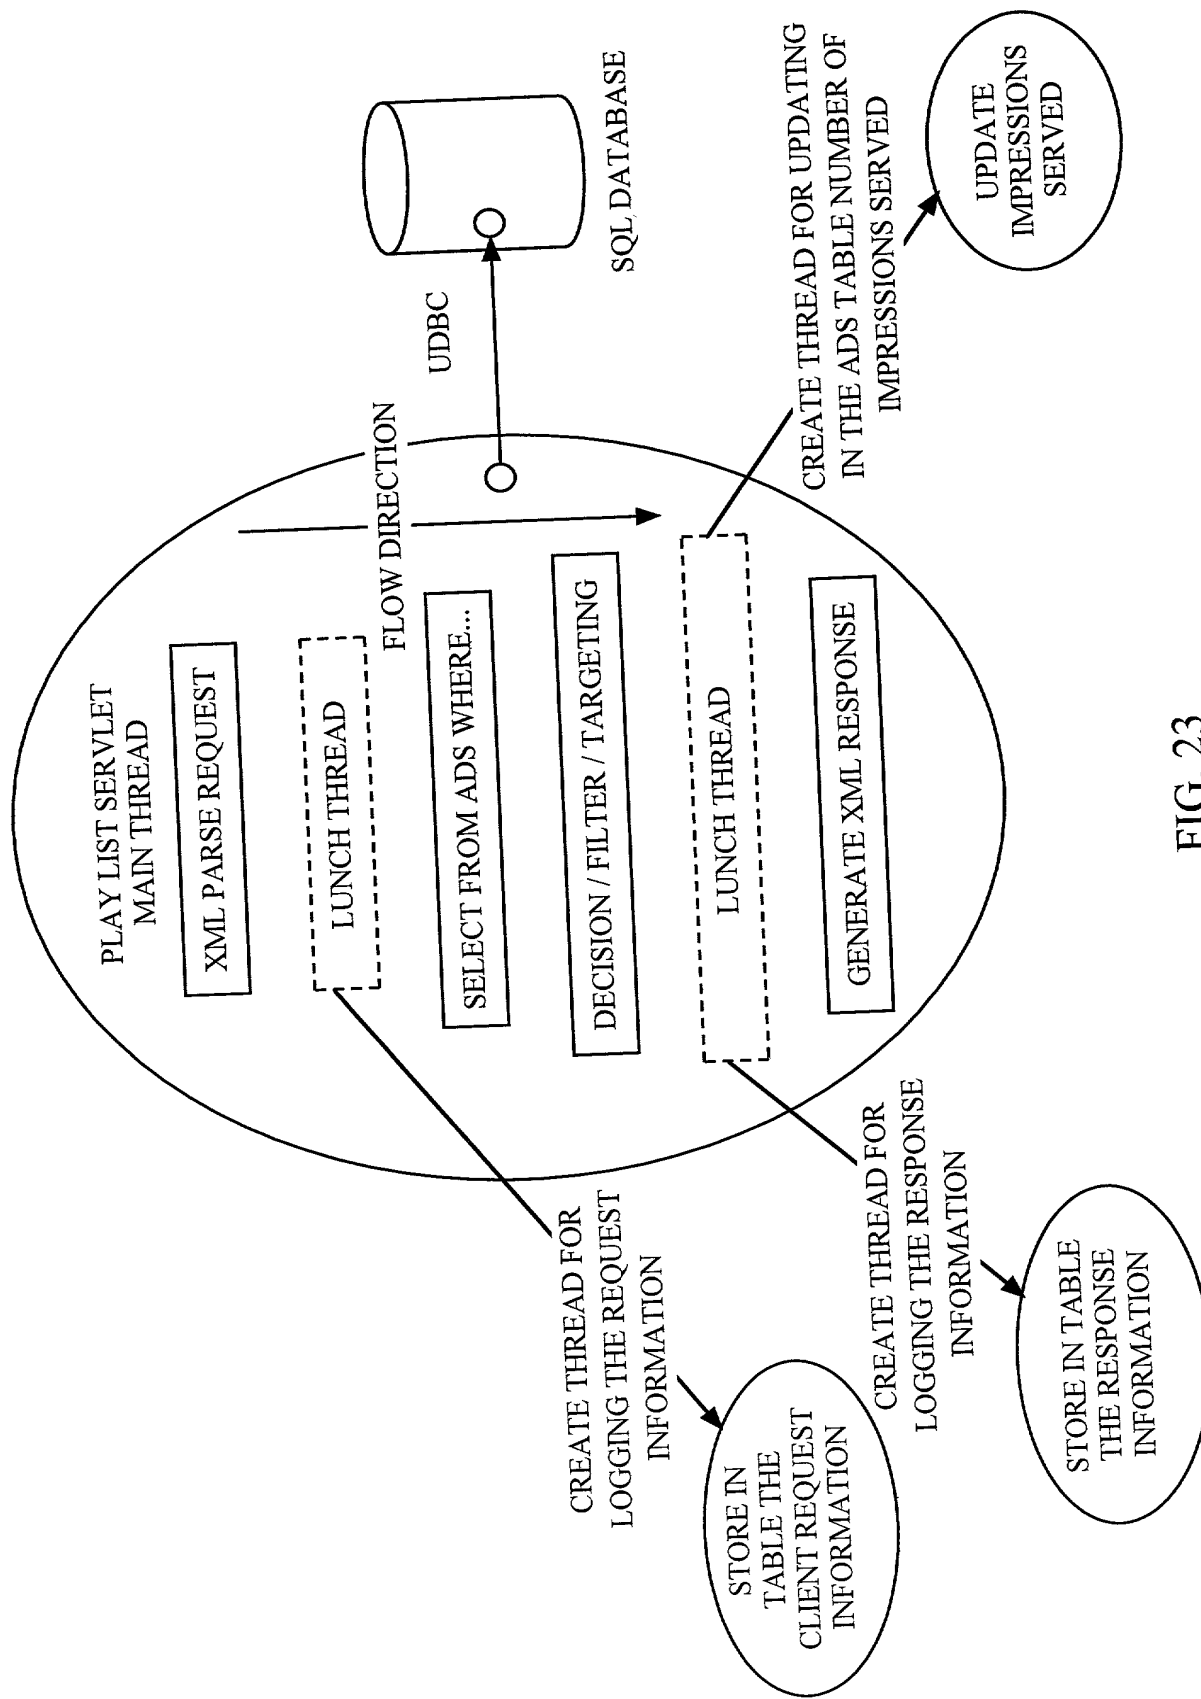 PLAY LIST SERVLET
MAIN THREAD
XML PARSE REQUEST
LUNCH THREAD
FLOW DIRECTION
SELECT FROM ADS WHERE...
DECISION / FILTER / TARGETING
LUNCH THREAD
GENERATE XML RESPONSE
UDBC
SQL DATABASE
CREATE THREAD FOR UPDATING
IN THE ADS TABLE NUMBER OF
IMPRESSIONS SERVED
UPDATE
IMPRESSIONS
SERVED
CREATE THREAD FOR
LOGGING THE REQUEST
INFORMATION
STORE IN
TABLE THE
CLIENT REQUEST
INFORMATION
CREATE THREAD FOR
LOGGING THE RESPONSE
INFORMATION
STORE IN TABLE
THE RESPONSE
INFORMATION
FIG. 23